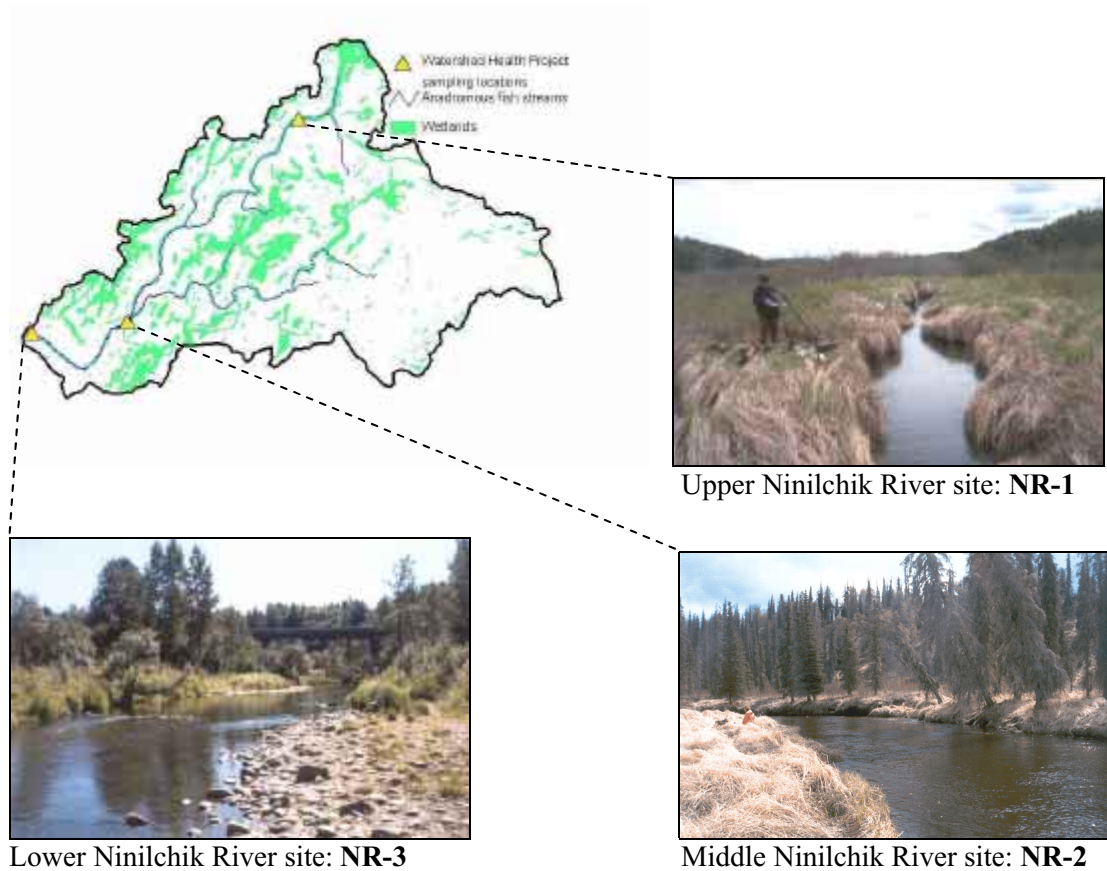 Watershed Health Project
sampling locations
Anadromous fish streams
Wetlands
Upper Ninilchik River site: NR-1
Lower Ninilchik River site: NR-3
Middle Ninilchik River site: NR-2